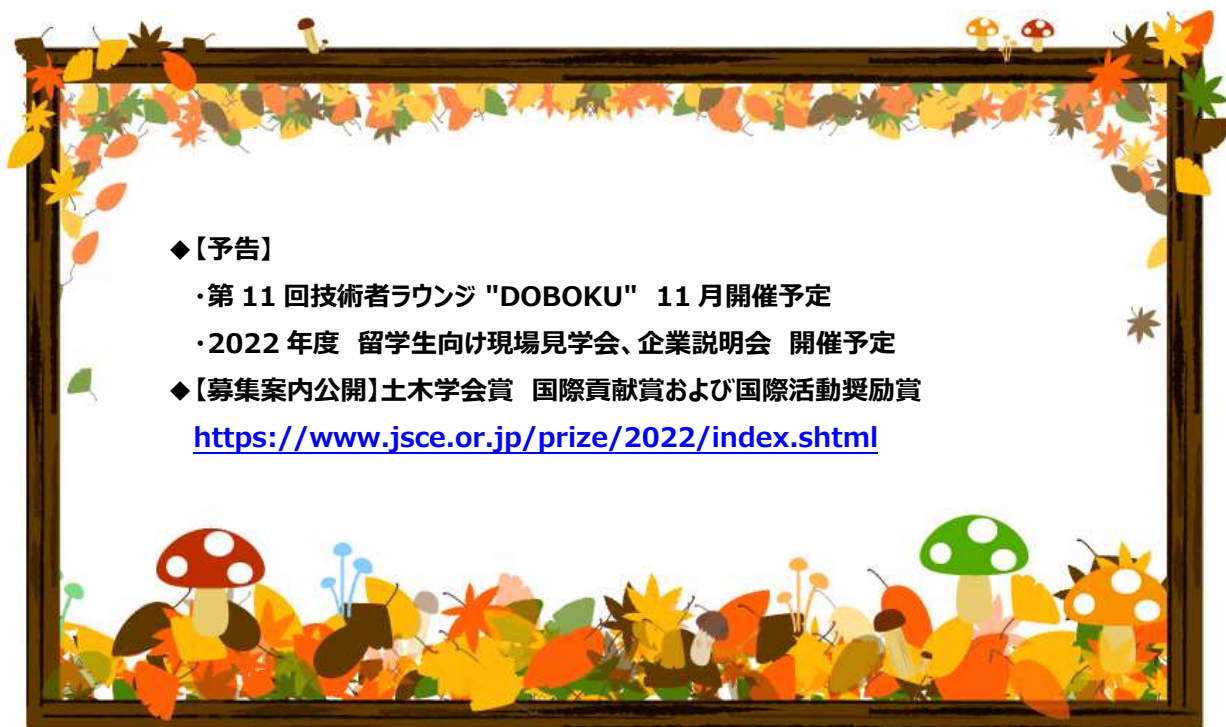 ◆【予告】
・第 11 回技術者ラウンジ "DOBOKU" 11 月開催予定
・2022 年度 留学生向け現場見学会、企業説明会 開催予定
◆【募集案内公開】土木学会賞 国際貢献賞および国際活動奨励賞
https://www.jsce.or.jp/prize/2022/index.shtml